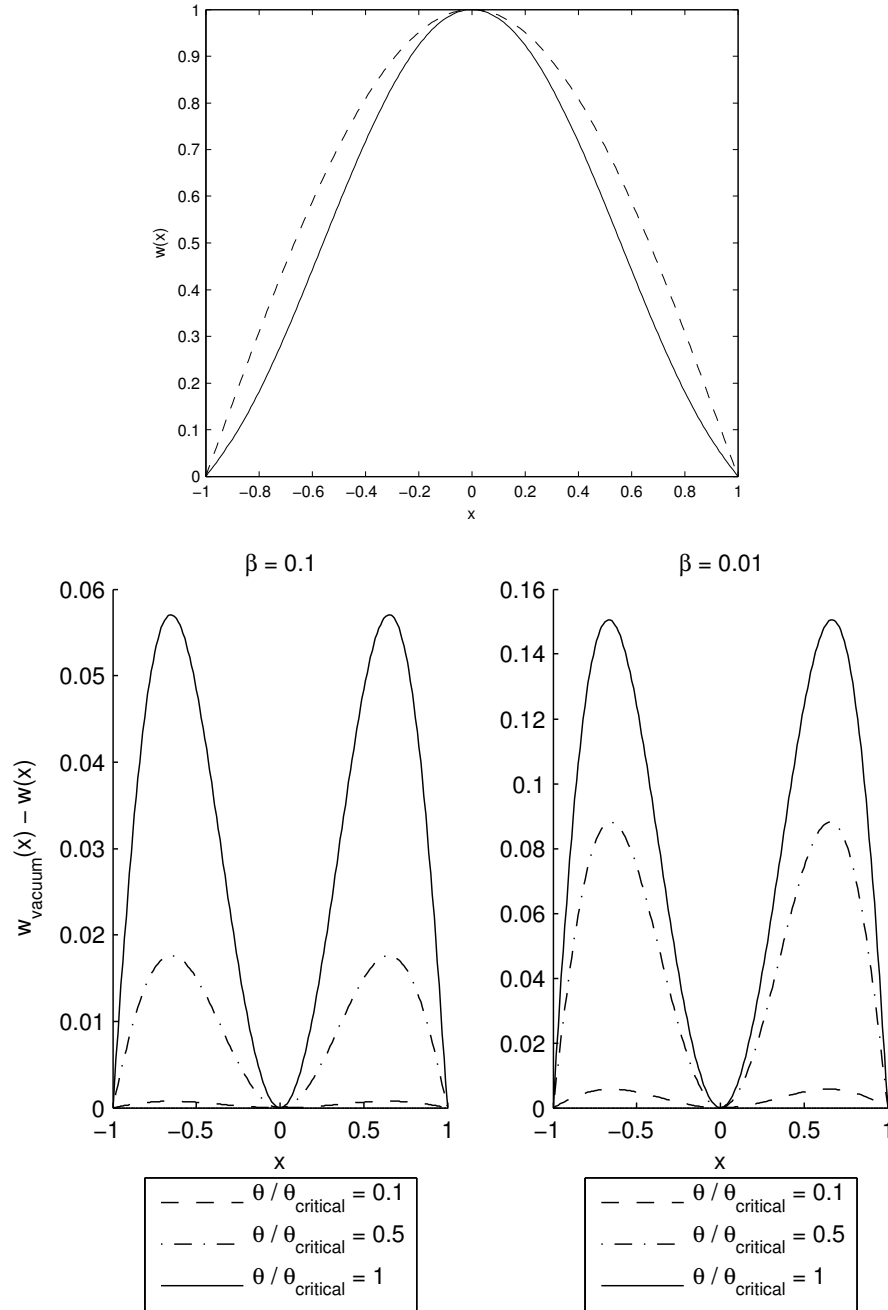 1
0.9
0.8
0.7
0.6
0.5
0.4
0.3
0.2
0.1
0
w(x)
−1 −0.8 −0.6 −0.4 −0.2 0 0.2 0.4 0.6 0.8 1
x
β = 0.1
0.06
0.05
0.04
0.03
0.02
0.01
0
w_vacuum(x) − w(x)
−1 −0.5 0 0.5 1
x
θ / θ_critical = 0.1
θ / θ_critical = 0.5
θ / θ_critical = 1
β = 0.01
0.16
0.14
0.12
0.1
0.08
0.06
0.04
0.02
0
−1 −0.5 0 0.5 1
x
θ / θ_critical = 0.1
θ / θ_critical = 0.5
θ / θ_critical = 1